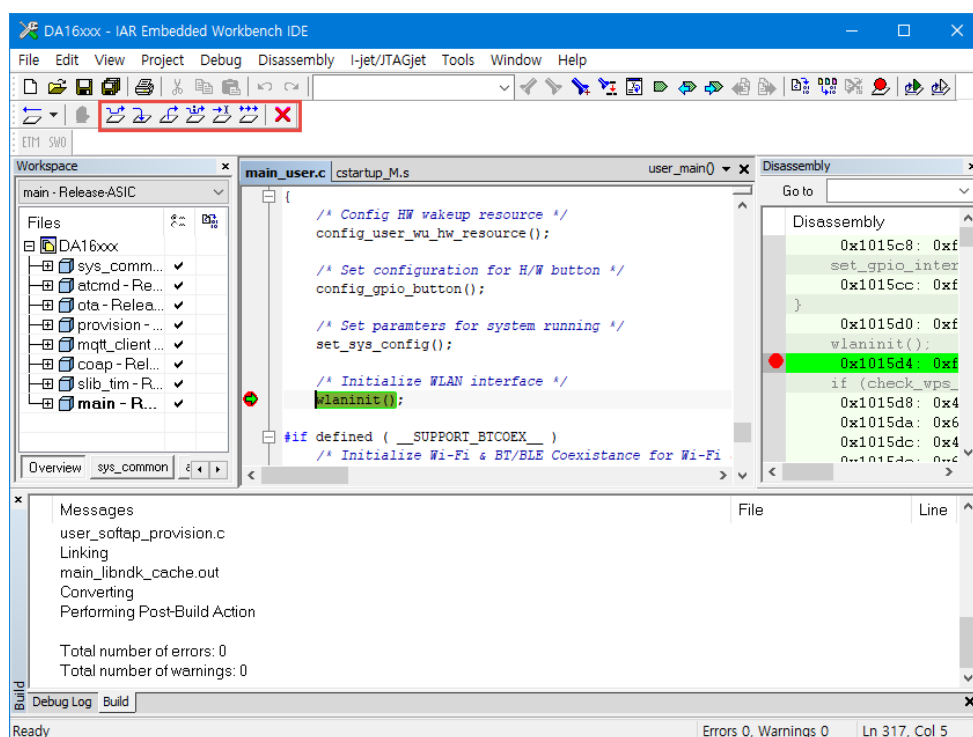 DA16xxx - IAR Embedded Workbench IDE
File Edit View Project Debug Disassembly I-jet/JTAGjet Tools Window Help
ETM SWO
Workspace
main - Release-ASIC
Files
DA16xxx
sys_comm...
atcmd - Re...
ota - Relea...
provision - ...
mqtt_client ...
coap - Rel...
slib_tim - R...
main - R...
Overview sys_common
main_user.c cstartup_M.s user_main()
{
/* Config HW wakeup resource */
config_user_wu_hw_resource();
/* Set configuration for H/W button */
config_gpio_button();
/* Set paramters for system running */
set_sys_config();
/* Initialize WLAN interface */
wlaninit();
#if defined ( __SUPPORT_BTCOEX__ )
/* Initialize Wi-Fi & BT/BLE Coexistance for Wi-Fi
Disassembly
Go to
Disassembly
0x1015c8: 0xf
set_gpio_inter
0x1015cc: 0xf
}
0x1015d0: 0xf
wlaninit();
0x1015d4: 0xf
if (check_wps_
0x1015d8: 0x4
0x1015da: 0x6
0x1015dc: 0x4
0x1015de: 0x6
Messages File Line
user_softap_provision.c
Linking
main_libndk_cache.out
Converting
Performing Post-Build Action
Total number of errors: 0
Total number of warnings: 0
Build
Debug Log Build
Ready Errors 0, Warnings 0 Ln 317, Col 5